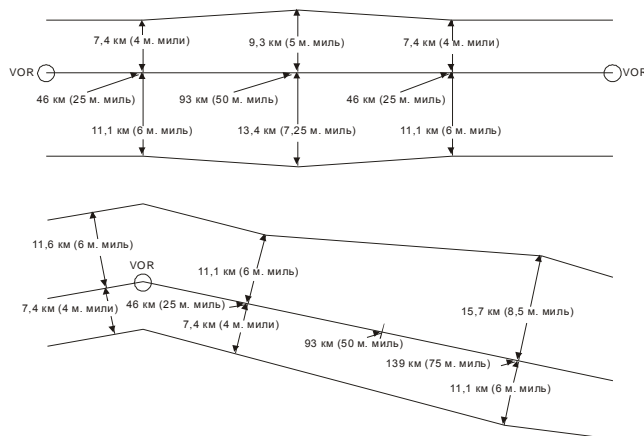 7,4 км (4 м. мили)
9,3 км (5 м. миль)
7,4 км (4 м. мили)
VOR
VOR
46 км (25 м. миль)
93 км (50 м. миль)
46 км (25 м. миль)
11,1 км (6 м. миль)
13,4 км (7,25 м. миль)
11,1 км (6 м. миль)
11,6 км (6 м. миль)
VOR
11,1 км (6 м. миль)
7,4 км (4 м. мили)
46 км (25 м. миль)
7,4 км (4 м. мили)
15,7 км (8,5 м. миль)
93 км (50 м. миль)
139 км (75 м. миль)
11,1 км (6 м. миль)